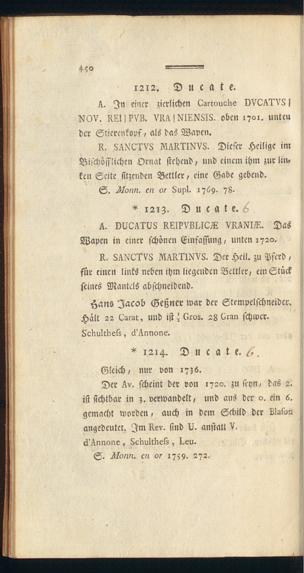 450
1212. Ducate.
A. In einer zierlichen Cartouche DVCATVS|
NOV. REI|PVB. VRA|NIENSIS. oben 1701. unten
der Stierenkopf, als das Wapen.
R. SANCTVS MARTINVS. Dieser Heilige im
Bischöfflichen Ornat stehend, und einem ihm zur lin-
ken Seite sitzenden Bettler, eine Gabe gebend.
S. Monn. en or Supl. 1769. 78.
* 1213. Ducate. 6
A. DUCATUS REIPVBLICÆ VRANIÆ. Das
Wapen in einer schönen Einfassung, unten 1720.
R. SANCTVS MARTINVS. Der Heil. zu Pferd,
für einen links neben ihm liegenden Bettler, ein Stück
seines Mantels abschneidend.
Hans Jacob Geßner war der Stempelschneider.
Hält 22 Carat, und ist Gros. 28 Gran schwer.
Schulthess, d'Annone.
* 1214. Ducate. 6.
Gleich, nur von 1736.
Der Av. scheint der von 1720. zu seyn, das 2.
ist sichtbar in 3. verwandelt, und aus der 0. ein 6.
gemacht worden, auch in dem Schild der Blason
angedeutet. Im Rev. sind U. anstatt V.
d'Annone, Schulthess, Leu.
S. Monn. en or 1759. 272.